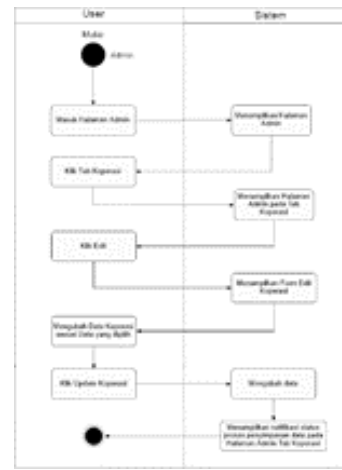 User
Sistem
Mulai
Admin
Masuk Halaman Admin
Menampilkan Halaman
Admin
Klik Tab Koperasi
Menampilkan Halaman
Admin pada Tab
Koperasi
Klik Edit
Menampilkan Form Edit
Koperasi
Mengubah Data Koperasi
sesuai Data yang dipilih
Klik Update Koperasi
Mengubah data
Menampilkan notifikasi status
proses penyimpanan data pada
Halaman Admin Tab Koperasi